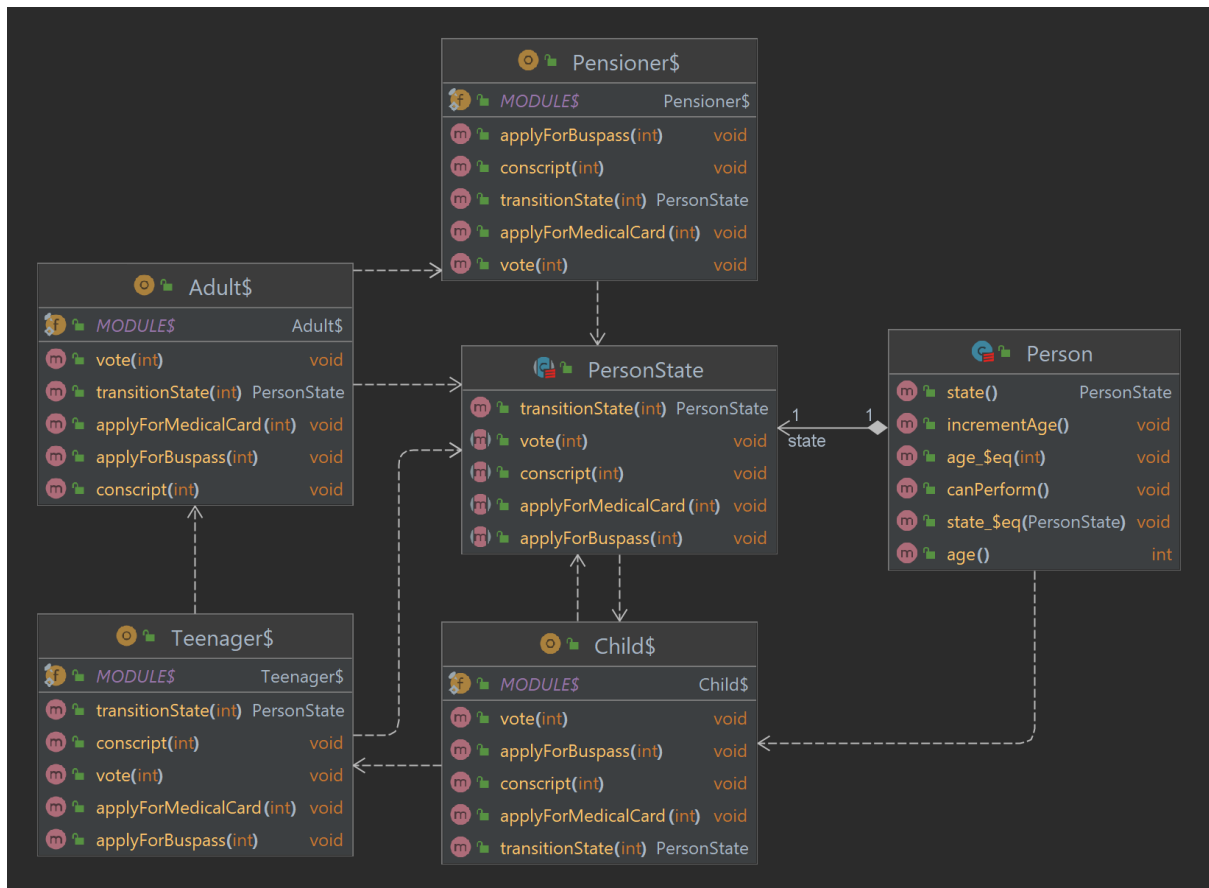 Pensioner$
MODULE$ Pensioner$
applyForBuspass(int) void
conscript(int) void
transitionState(int) PersonState
applyForMedicalCard(int) void
vote(int) void
Adult$
MODULE$ Adult$
vote(int) void
transitionState(int) PersonState
applyForMedicalCard(int) void
applyForBuspass(int) void
conscript(int) void
PersonState
transitionState(int) PersonState
vote(int) void
conscript(int) void
applyForMedicalCard(int) void
applyForBuspass(int) void
1 1
state
Person
state() PersonState
incrementAge() void
age_$eq(int) void
canPerform() void
state_$eq(PersonState) void
age() int
Teenager$
MODULE$ Teenager$
transitionState(int) PersonState
conscript(int) void
vote(int) void
applyForMedicalCard(int) void
applyForBuspass(int) void
Child$
MODULE$ Child$
vote(int) void
applyForBuspass(int) void
conscript(int) void
applyForMedicalCard(int) void
transitionState(int) PersonState